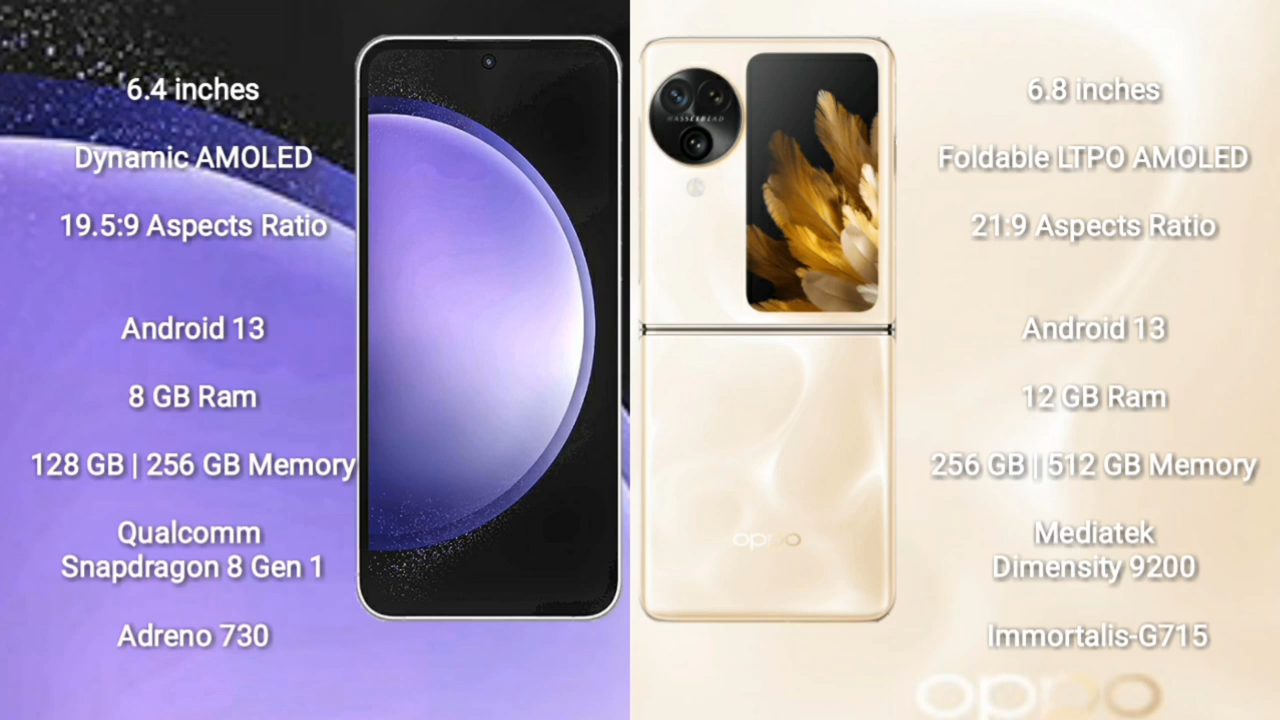 6.4 inches
Dynamic AMOLED
19.5:9 Aspects Ratio
Android 13
8 GB Ram
128 GB | 256 GB Memory
Qualcomm
Snapdragon 8 Gen 1
Adreno 730
HASSELBLAD
oppo
6.8 inches
Foldable LTPO AMOLED
21:9 Aspects Ratio
Android 13
12 GB Ram
256 GB | 512 GB Memory
Mediatek
Dimensity 9200
Immortalis-G715
oppo